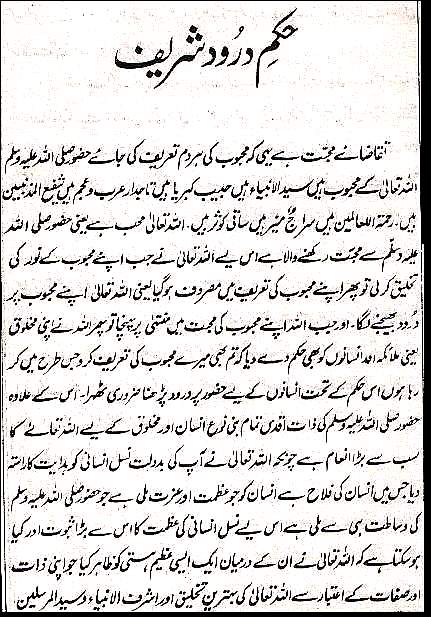 حکمِ درُود شریف
تقاضائے محبّت ہے یہی کہ محبوب کی ہر دم تعریف کی جائے حضور صلی اللہ علیہ وسلم
اللہ تعالیٰ کے محبوب ہیں سید الانبیاء ہیں حبیب کبریا ہیں تاجدار عرب و عجم ہیں شفیع المذنبین
ہیں رحمۃ اللعالمین ہیں سراجٌ منیر ہیں ساقی کوثر ہیں۔ اللہ تعالیٰ محب ہے یعنی حضور صلی اللہ
علیہ وسلّم سے محبت رکھنے والا ہے اس لیے اللہ تعالیٰ نے جب اپنے محبوب کے نور کی
تخلیق کر لی تو پھر اپنے محبوب کی تعریف میں مصروف ہوگیا یعنی اللہ تعالیٰ اپنے محبوب پر
درُود بھیجنے لگا۔ اور جب اللہ اپنے محبوب کی محبت میں منتہیٰ پر پہنچا تو پھر اللہ نے اپنی مخلوق
یعنی ملائکہ اور انسانوں کو بھی حکم دے دیا کہ تم بھی میرے محبوب کی تعریف کرو جس طرح میں کر
رہا ہوں اس حکم کے تحت انسانوں کے لیے حضور پر درود پڑھنا ضروری ٹھہرا۔ اس کے علاوہ
حضور صلی اللہ علیہ وسلم کی ذات اقدس تمام بنی نوع انسان اور مخلوق کے لیے اللہ تعالےٰ کا
سب سے بڑا انعام ہے چونکہ اللہ تعالیٰ نے آپ کی بدولت نسل انسانی کو ہدایت کا راستہ
دیا جس میں انسان کی فلاح ہے انسان کو جو عظمت اور عزت ملی ہے جو حضور صلی اللہ علیہ وسلم
کی وساطت ہی سے ملی ہے اس لیے نسل انسانی کی عظمت کا اس سے بڑا ثبوت اور کیا
ہو سکتا ہے کہ اللہ تعالیٰ نے ان کے درمیان ایک ایسی عظیم ہستی کو ظاہر کیا جو اپنی ذات
اور صفات کے اعتبار سے اللہ تعالیٰ کی بہترین تخلیق اور اشرف الانبیاء و سید المرسلین